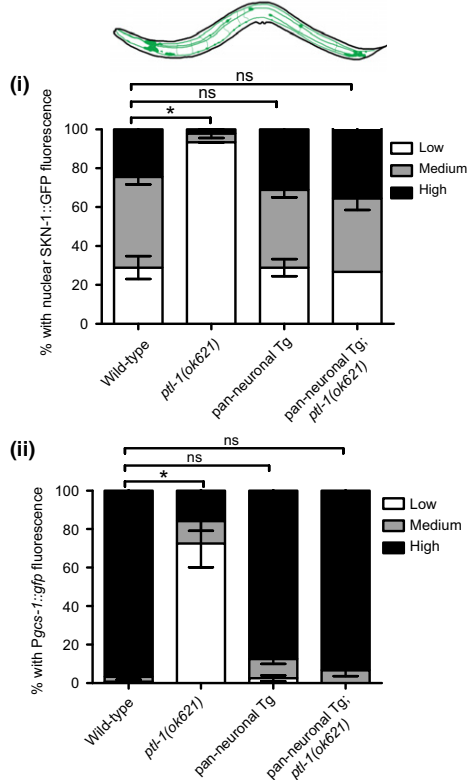 (i)
ns
ns
*
% with nuclear SKN-1::GFP fluorescence
100
80
60
40
20
0
Low
Medium
High
Wild-type
ptl-1(ok621)
pan-neuronal Tg
pan-neuronal Tg;
ptl-1(ok621)
(ii)
ns
ns
*
% with Pgcs-1::gfp fluorescence
100
80
60
40
20
0
Low
Medium
High
Wild-type
ptl-1(ok621)
pan-neuronal Tg
pan-neuronal Tg;
ptl-1(ok621)